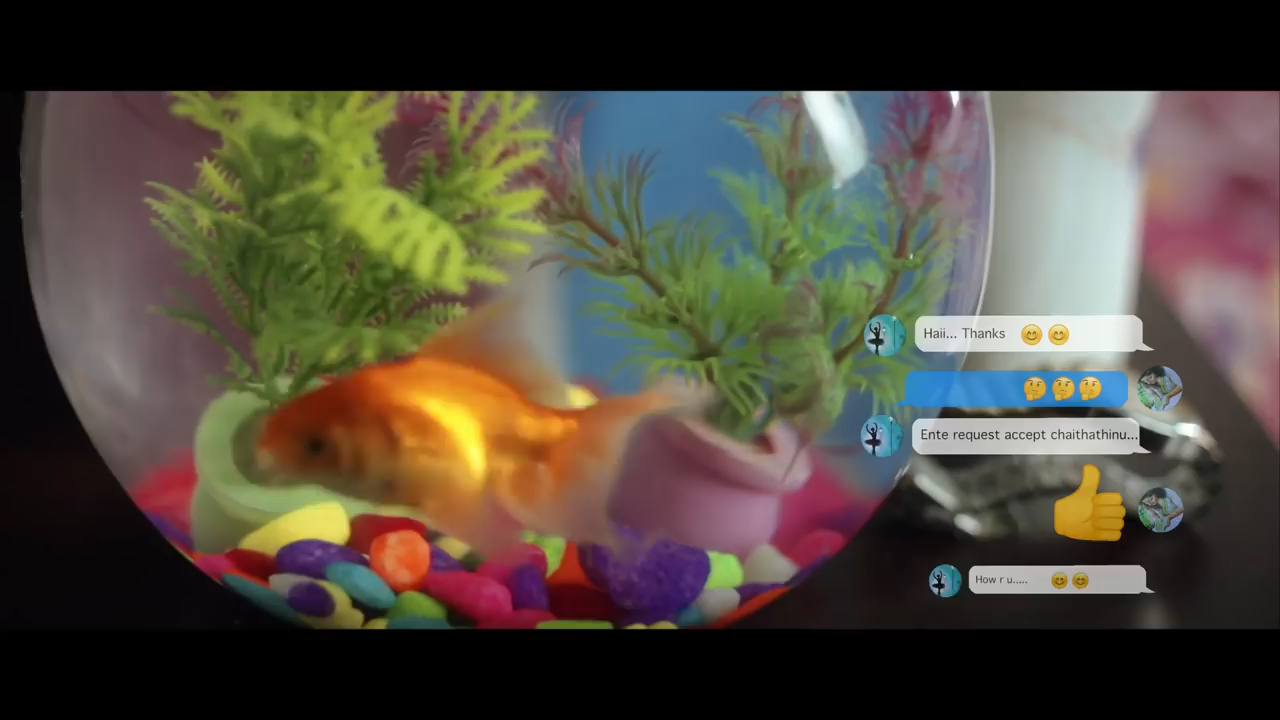 Haii... Thanks 😊 😊
🤔🤔🤔
Ente request accept chaithathinu...
👍
How r u..... 😊 😊